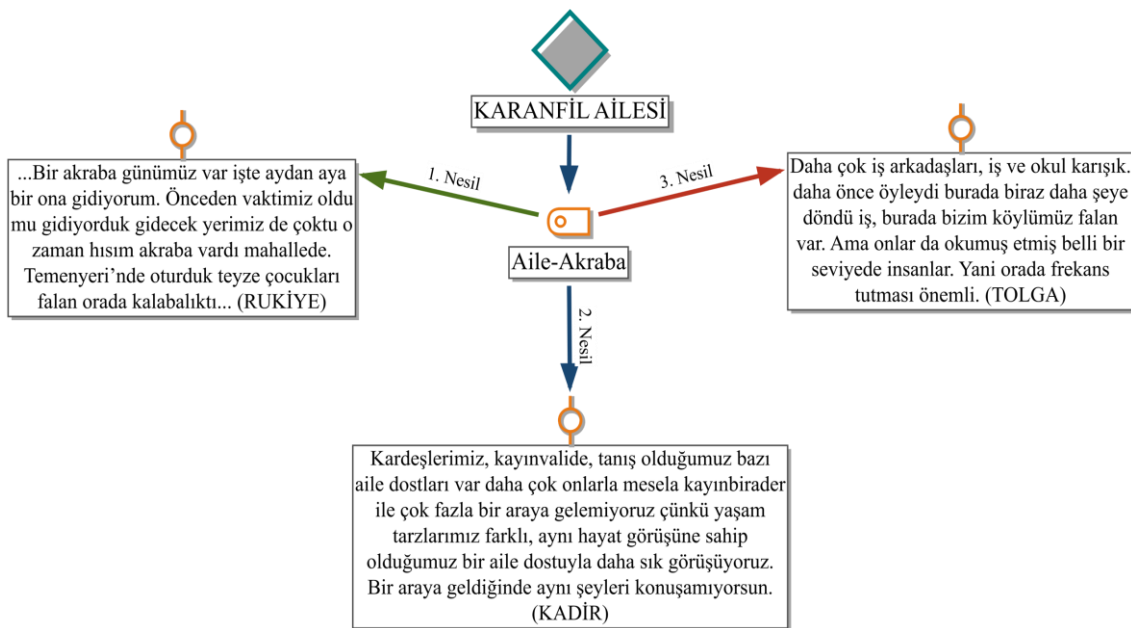 KARANFİL AİLESİ
1. Nesil
3. Nesil
...Bir akraba günümüz var işte aydan aya
bir ona gidiyorum. Önceden vaktimiz oldu
mu gidiyorduk gidecek yerimiz de çoktu o
zaman hısım akraba vardı mahallede.
Temenyeri’nde oturduk teyze çocukları
falan orada kalabalıktı... (RUKİYE)
Aile-Akraba
Daha çok iş arkadaşları, iş ve okul karışık.
daha önce öyleydi burada biraz daha şeye
döndü iş, burada bizim köylümüz falan
var. Ama onlar da okumuş etmiş belli bir
seviyede insanlar. Yani orada frekans
tutması önemli. (TOLGA)
2. Nesil
Kardeşlerimiz, kayınvalide, tanış olduğumuz bazı
aile dostları var daha çok onlarla mesela kayınbirader
ile çok fazla bir araya gelemiyoruz çünkü yaşam
tarzlarımız farklı, aynı hayat görüşüne sahip
olduğumuz bir aile dostuyla daha sık görüşüyoruz.
Bir araya geldiğinde aynı şeyleri konuşamıyorsun.
(KADİR)